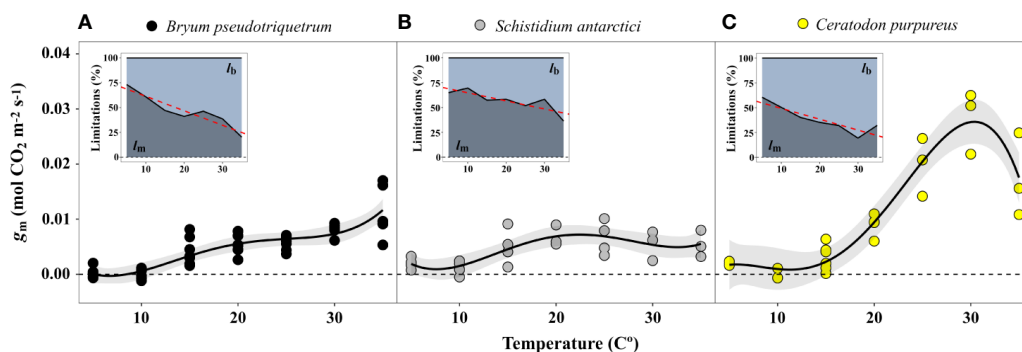 A Bryum pseudotriquetrum B Schistidium antarctici C Ceratodon purpureus
gm (mol CO2 m-2 s-1)
0.04
0.03
0.02
0.01
0.00
Limitations (%)
100
75
50
25
0
lb
lm
10 20 30
Limitations (%)
100
75
50
25
0
lb
lm
10 20 30
Limitations (%)
100
75
50
25
0
lb
lm
10 20 30
10 20 30 10 20 30 10 20 30
Temperature (Cº)